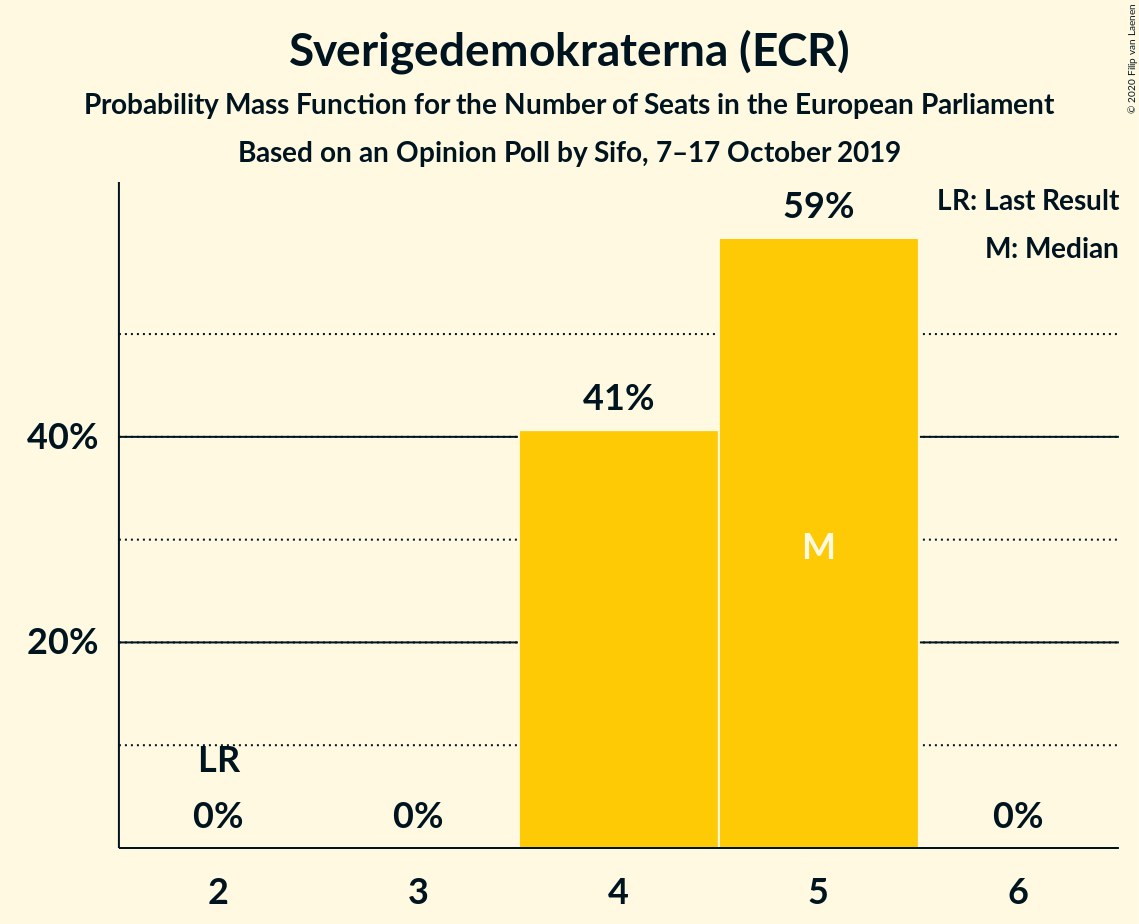 Sverigedemokraterna (ECR)
Probability Mass Function for the Number of Seats in the European Parliament
Based on an Opinion Poll by Sifo, 7–17 October 2019
© 2020 Filip van Laenen
LR: Last Result
M: Median
59%
41%
40%
M
20%
LR
0%
0%
0%
2
3
4
5
6